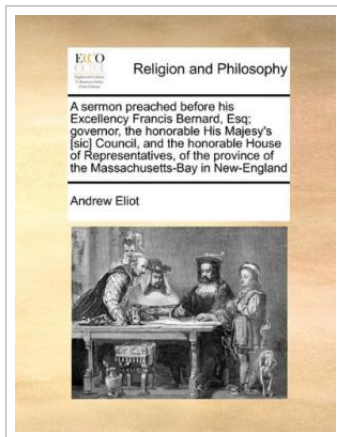 ECCO
Religion and Philosophy
A sermon preached before his
Excellency Francis Bernard, Esq;
governor, the honorable His Majesy's
[sic] Council, and the honorable House
of Representatives, of the province of
the Massachusetts-Bay in New-England
Andrew Eliot